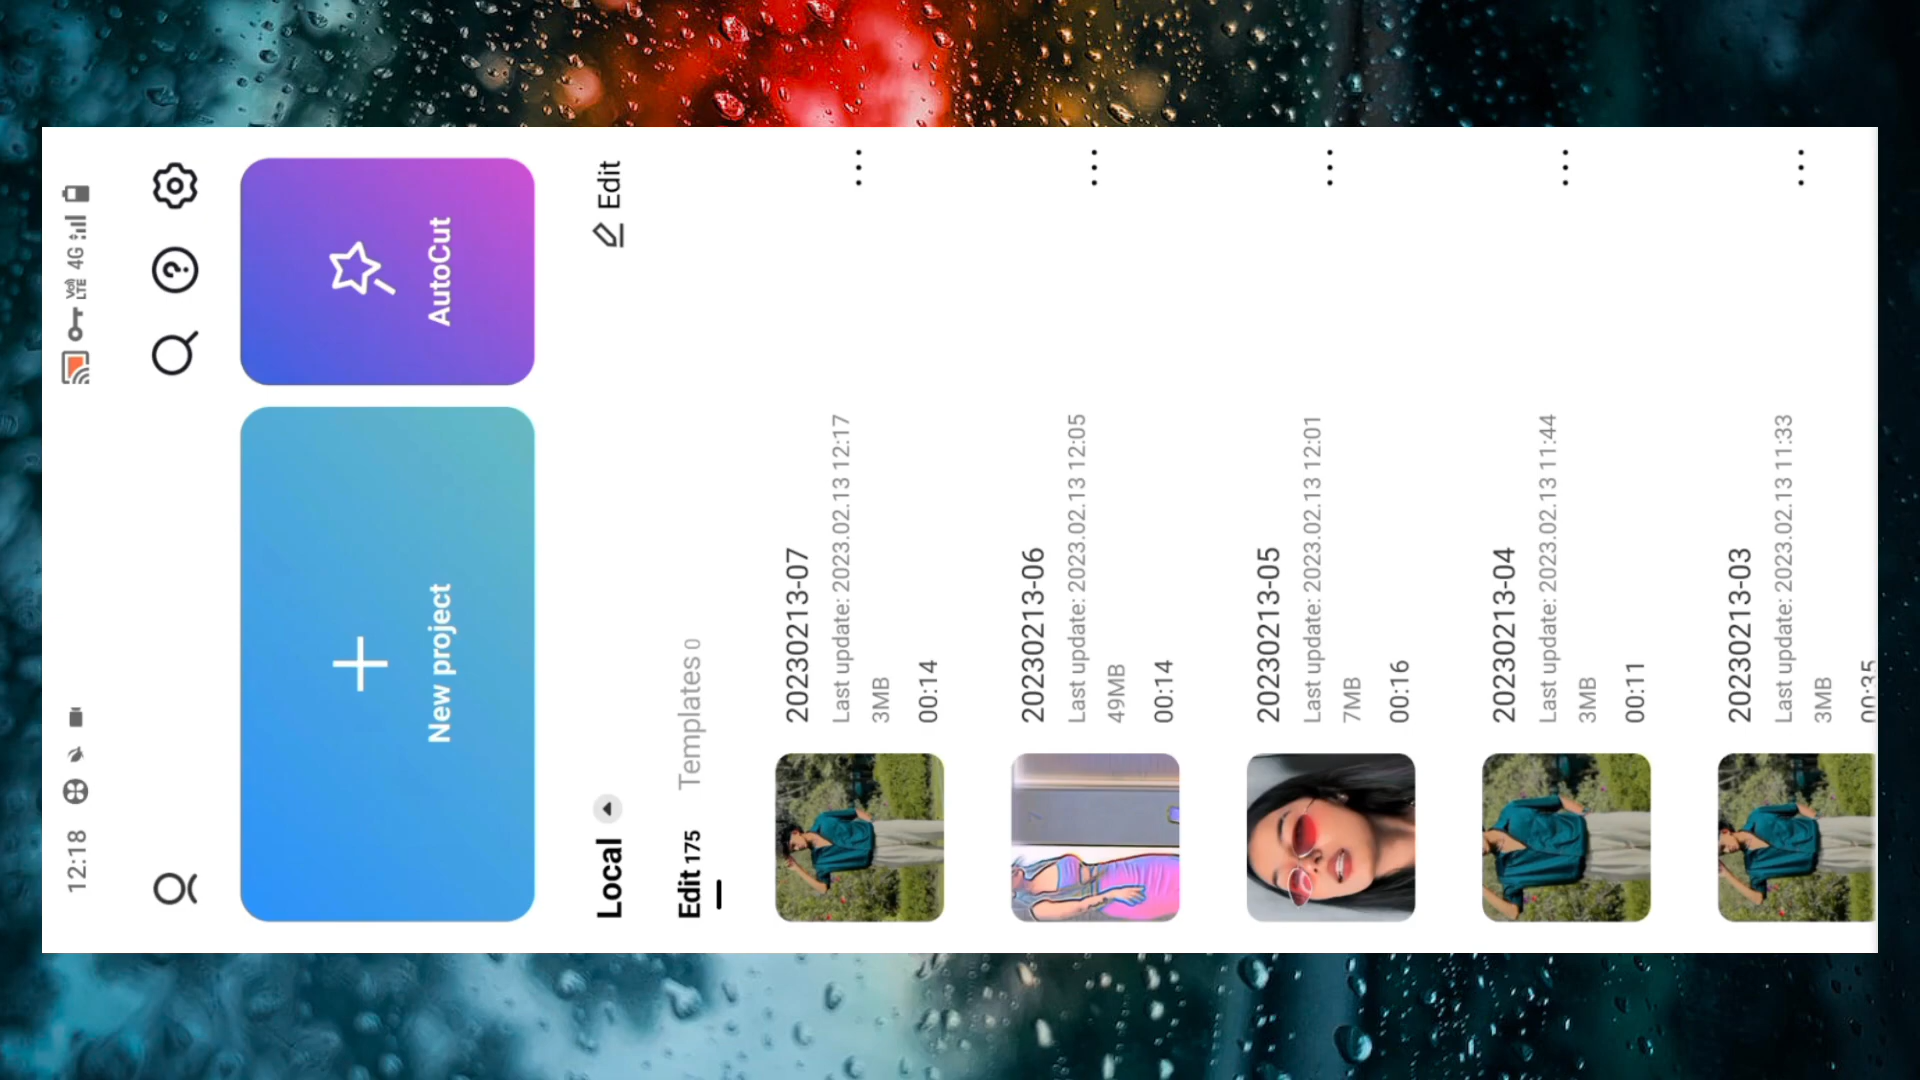 12:18
Vo))
LTE
4G
New project
AutoCut
Local
Edit
Edit 175
Templates 0
20230213-07
Last update: 2023.02.13 12:17
3MB
00:14
20230213-06
Last update: 2023.02.13 12:05
49MB
00:14
20230213-05
Last update: 2023.02.13 12:01
7MB
00:16
20230213-04
Last update: 2023.02.13 11:44
3MB
00:11
20230213-03
Last update: 2023.02.13 11:33
3MB
00:35